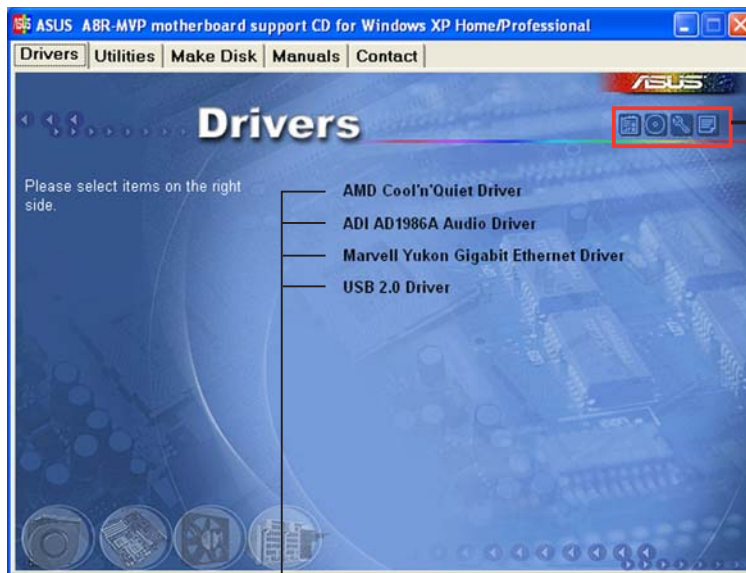 ASUS A8R-MVP motherboard support CD for Windows XP Home/Professional
Drivers Utilities Make Disk Manuals Contact
ASUS
Drivers
Please select items on the right
side.
AMD Cool'n'Quiet Driver
ADI AD1986A Audio Driver
Marvell Yukon Gigabit Ethernet Driver
USB 2.0 Driver